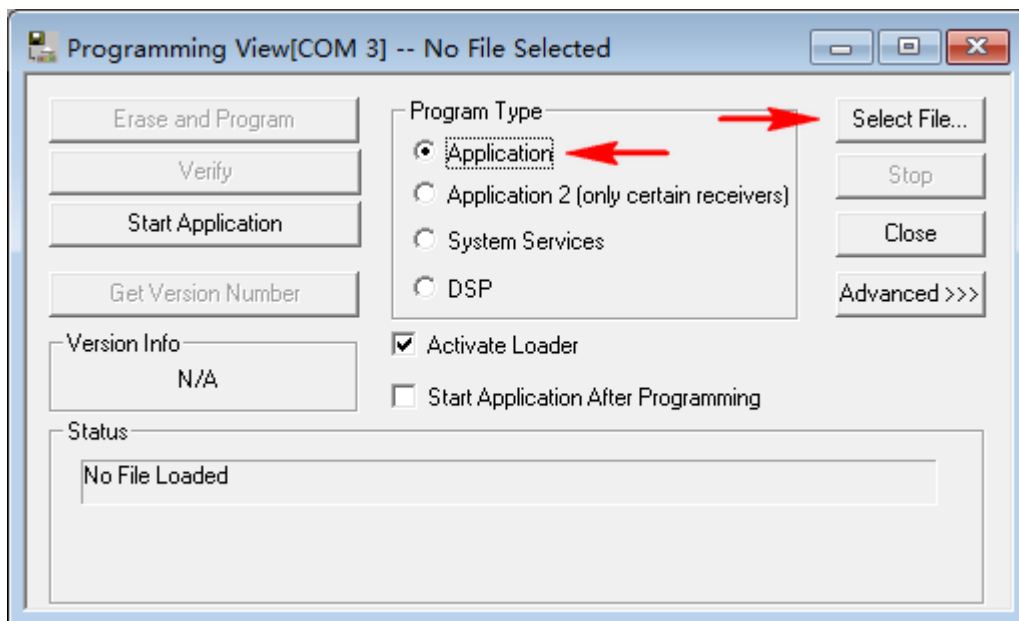 Programming View[COM 3] -- No File Selected
Erase and Program
Verify
Start Application
Get Version Number
Version Info
N/A
Program Type
Application
Application 2 (only certain receivers)
System Services
DSP
Activate Loader
Start Application After Programming
Select File...
Stop
Close
Advanced >>>
Status
No File Loaded